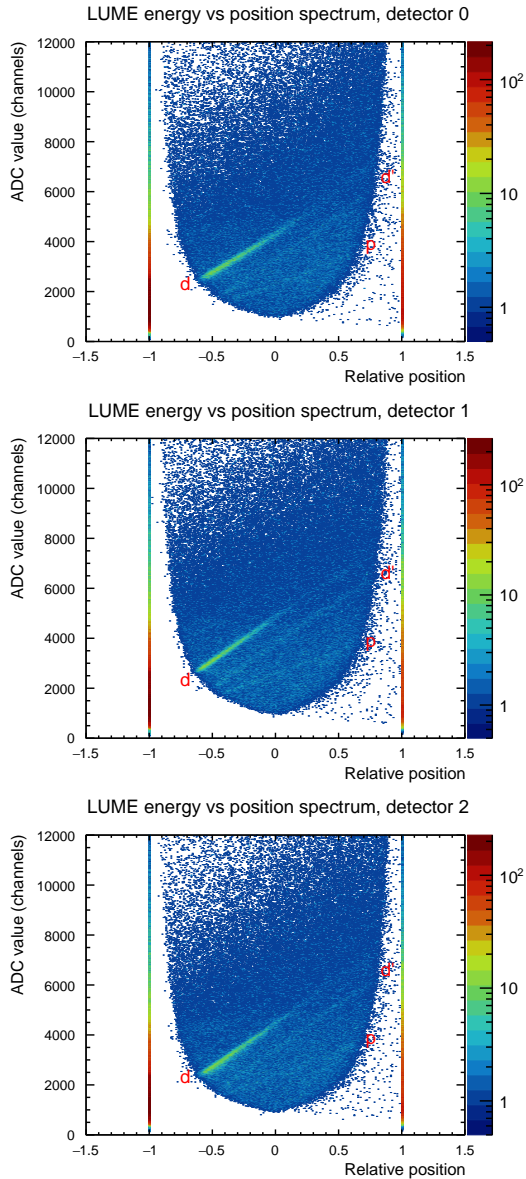 LUME energy vs position spectrum, detector 0
ADC value (channels)
12000
10000
8000
6000
4000
2000
0
d'
p
d
10²
10
1
−1.5 −1 −0.5 0 0.5 1 1.5
Relative position
LUME energy vs position spectrum, detector 1
ADC value (channels)
12000
10000
8000
6000
4000
2000
0
d'
p
d
10²
10
1
−1.5 −1 −0.5 0 0.5 1 1.5
Relative position
LUME energy vs position spectrum, detector 2
ADC value (channels)
12000
10000
8000
6000
4000
2000
0
d'
p
d
10²
10
1
−1.5 −1 −0.5 0 0.5 1 1.5
Relative position